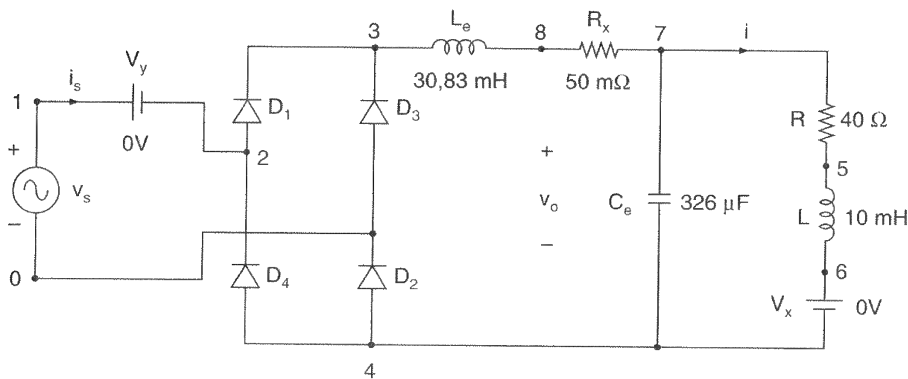 3
L_e
8
R_x
7
i
30,83 mH
50 mΩ
V_y
i_s
1
0V
D_1
D_3
R
40 Ω
2
5
+
v_s
−
+
v_o
−
C_e
326 μF
L
10 mH
0
D_4
D_2
6
V_x
0V
4